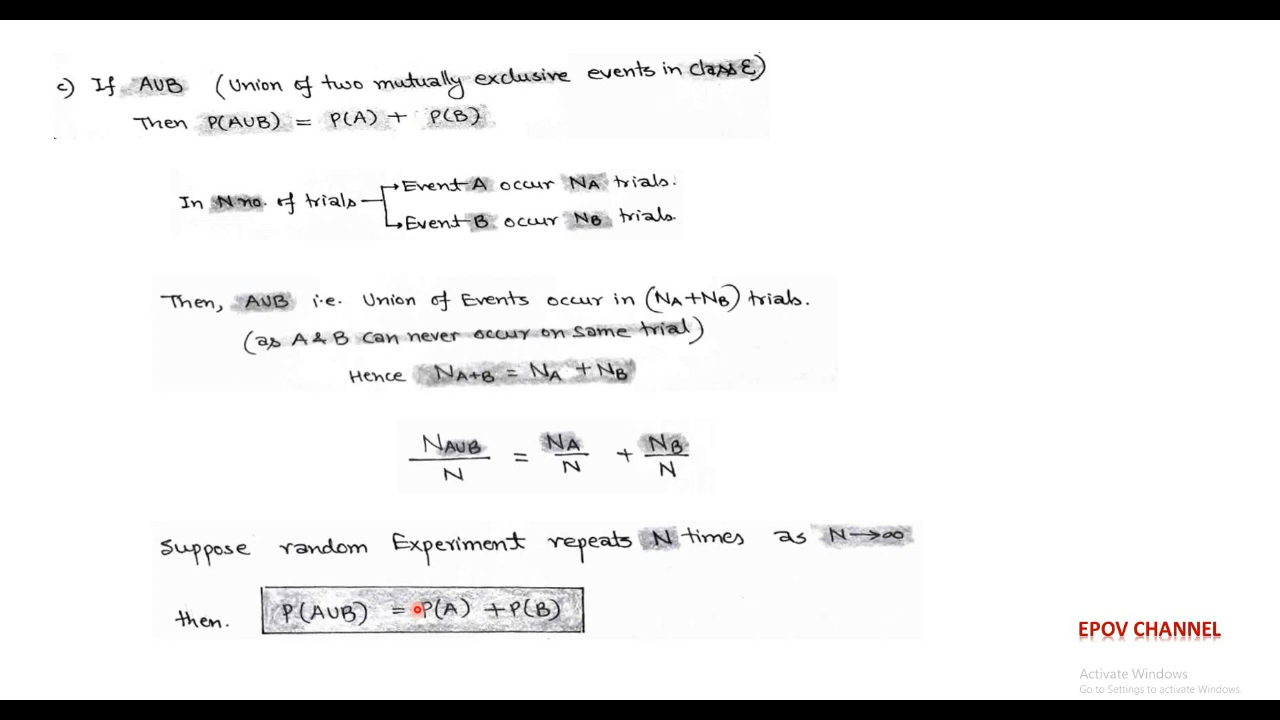 c) If AUB (Union of two mutually exclusive events in class ε)
Then P(AUB) = P(A) + P(B)
In N no. of trials
Event A occur NA trials.
Event B occur NB trials.
Then, AUB i.e. Union of Events occur in (NA+NB) trials.
(as A & B can never occur on same trial)
Hence NA+B = NA + NB
NAUB/N = NA/N + NB/N
Suppose random Experiment repeats N times as N→∞
then. P(AUB) = P(A) + P(B)
EPOV CHANNEL
Activate Windows
Go to Settings to activate Windows.